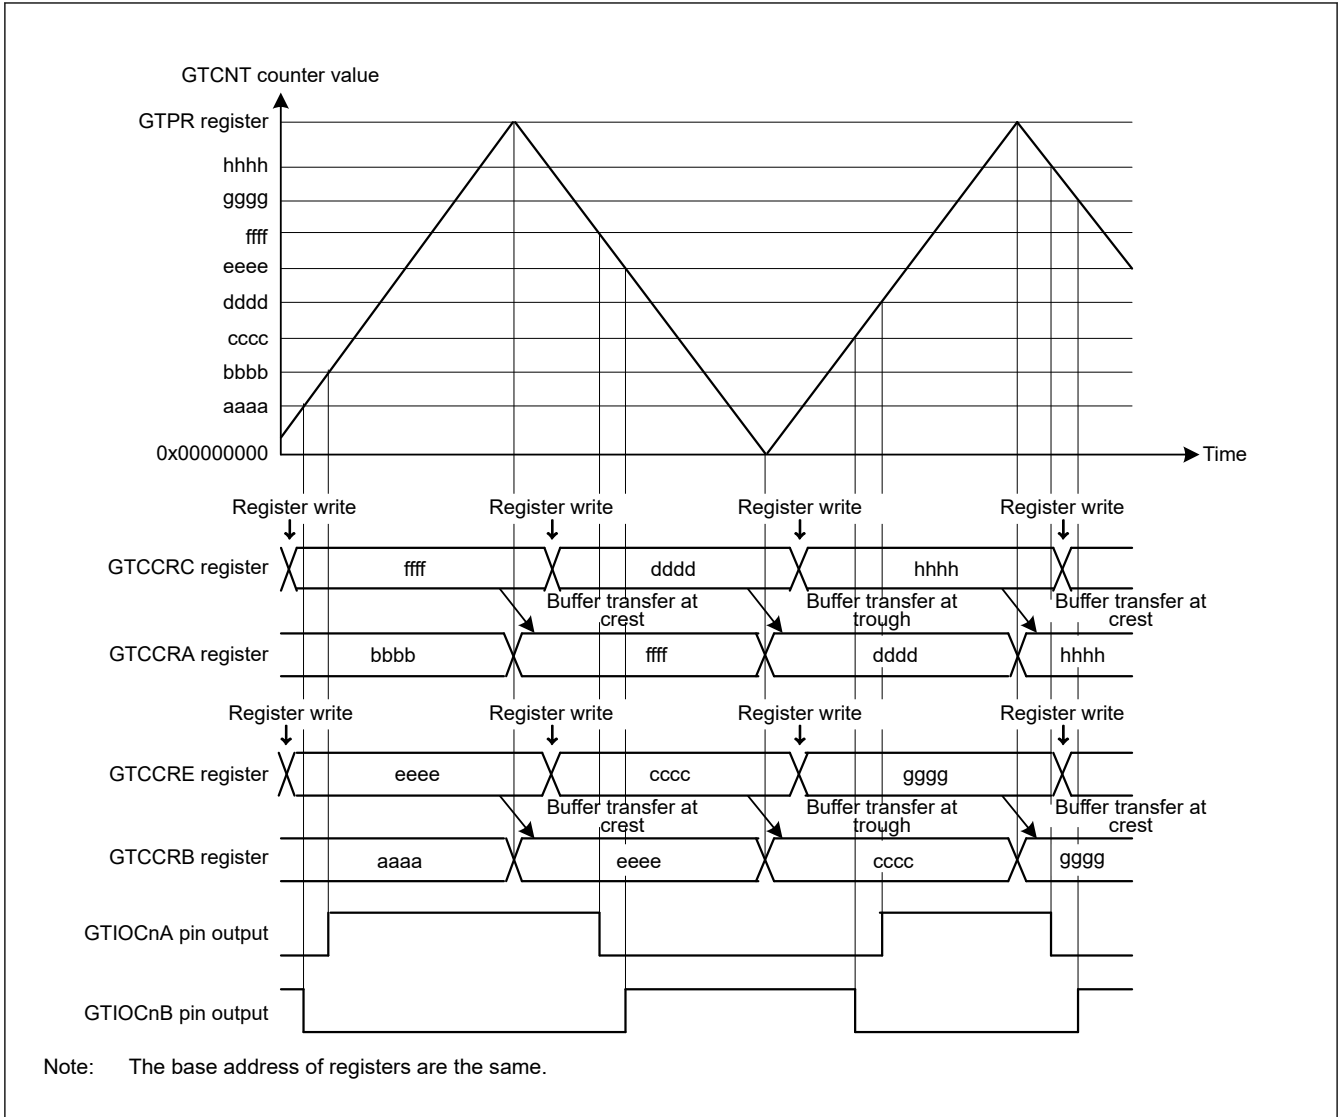 GTCNT counter value
GTPR register
hhhh
gggg
ffff
eeee
dddd
cccc
bbbb
aaaa
0x00000000
Time
Register write Register write Register write Register write
GTCCRC register ffff dddd hhhh
Buffer transfer at crest
Buffer transfer at trough
Buffer transfer at crest
GTCCRA register bbbb ffff dddd hhhh
Register write Register write Register write Register write
GTCCRE register eeee cccc gggg
Buffer transfer at crest
Buffer transfer at trough
Buffer transfer at crest
GTCCRB register aaaa eeee cccc gggg
GTIOCnA pin output
GTIOCnB pin output
Note: The base address of registers are the same.